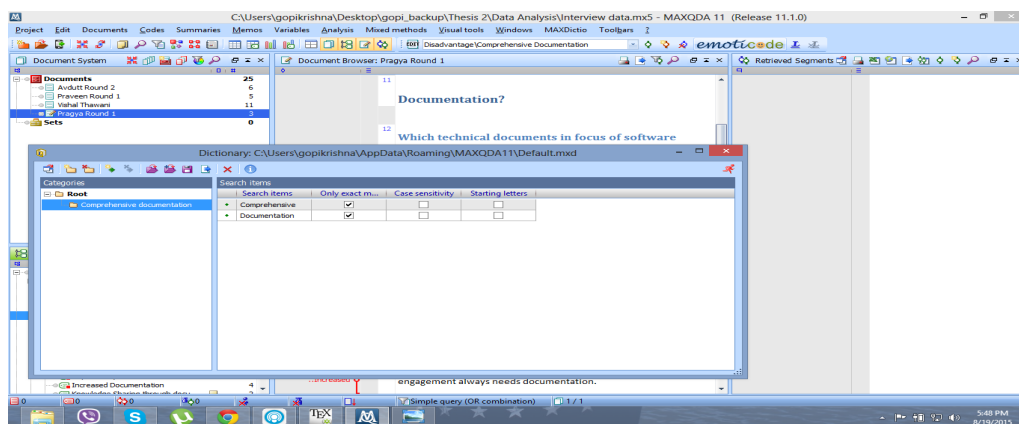 C:\Users\gopikrishna\Desktop\gopi_backup\Thesis 2\Data Analysis\Interview data.mx5 - MAXQDA 11 (Release 11.1.0)
Project Edit Documents Codes Summaries Memos Variables Analysis Mixed methods Visual tools Windows MAXDictio Toolbars ?
Disadvantage\Comprehensive Documentation emoticode
Document System Document Browser: Pragya Round 1 Retrieved Segments
Documents 25
Avdutt Round 2 6
Praveen Round 1 5
Vishal Thawani 11
Pragya Round 1 3
Sets 0
11
Documentation?
12
Which technical documents in focus of software
Dictionary: C:\Users\gopikrishna\AppData\Roaming\MAXQDA11\Default.mxd
Categories Search items
Root Search items Only exact m... Case sensitivity Starting letters
Comprehensive documentation Comprehensive
Documentation
Increased Documentation 4
..Increased
engagement always needs documentation.
0 0 0 0 Simple query (OR combination) 1 / 1
TEX
5:48 PM
8/19/2015